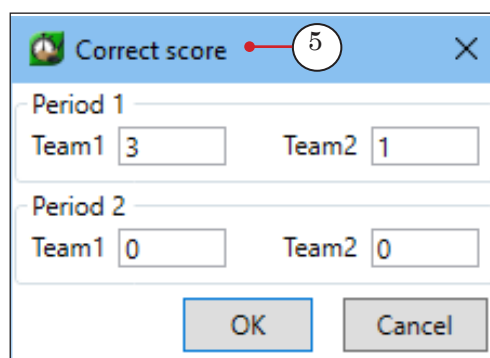 Correct score 5
Period 1
Team1 3 Team2 1
Period 2
Team1 0 Team2 0
OK Cancel